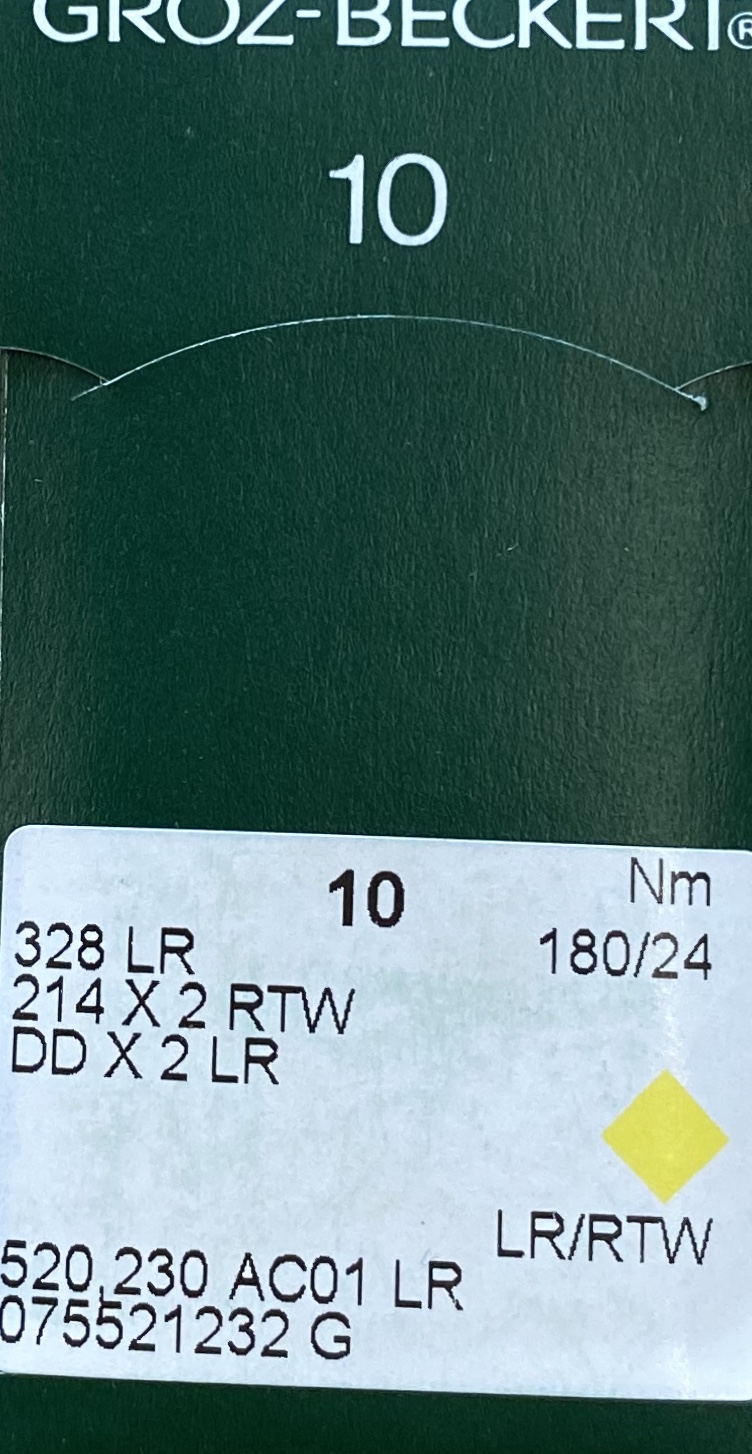 GROZ-BECKERT®
10
10
Nm
328 LR
180/24
214 X 2 RTW
DD X 2 LR
LR/RTW
520,230 AC01 LR
075521232 G